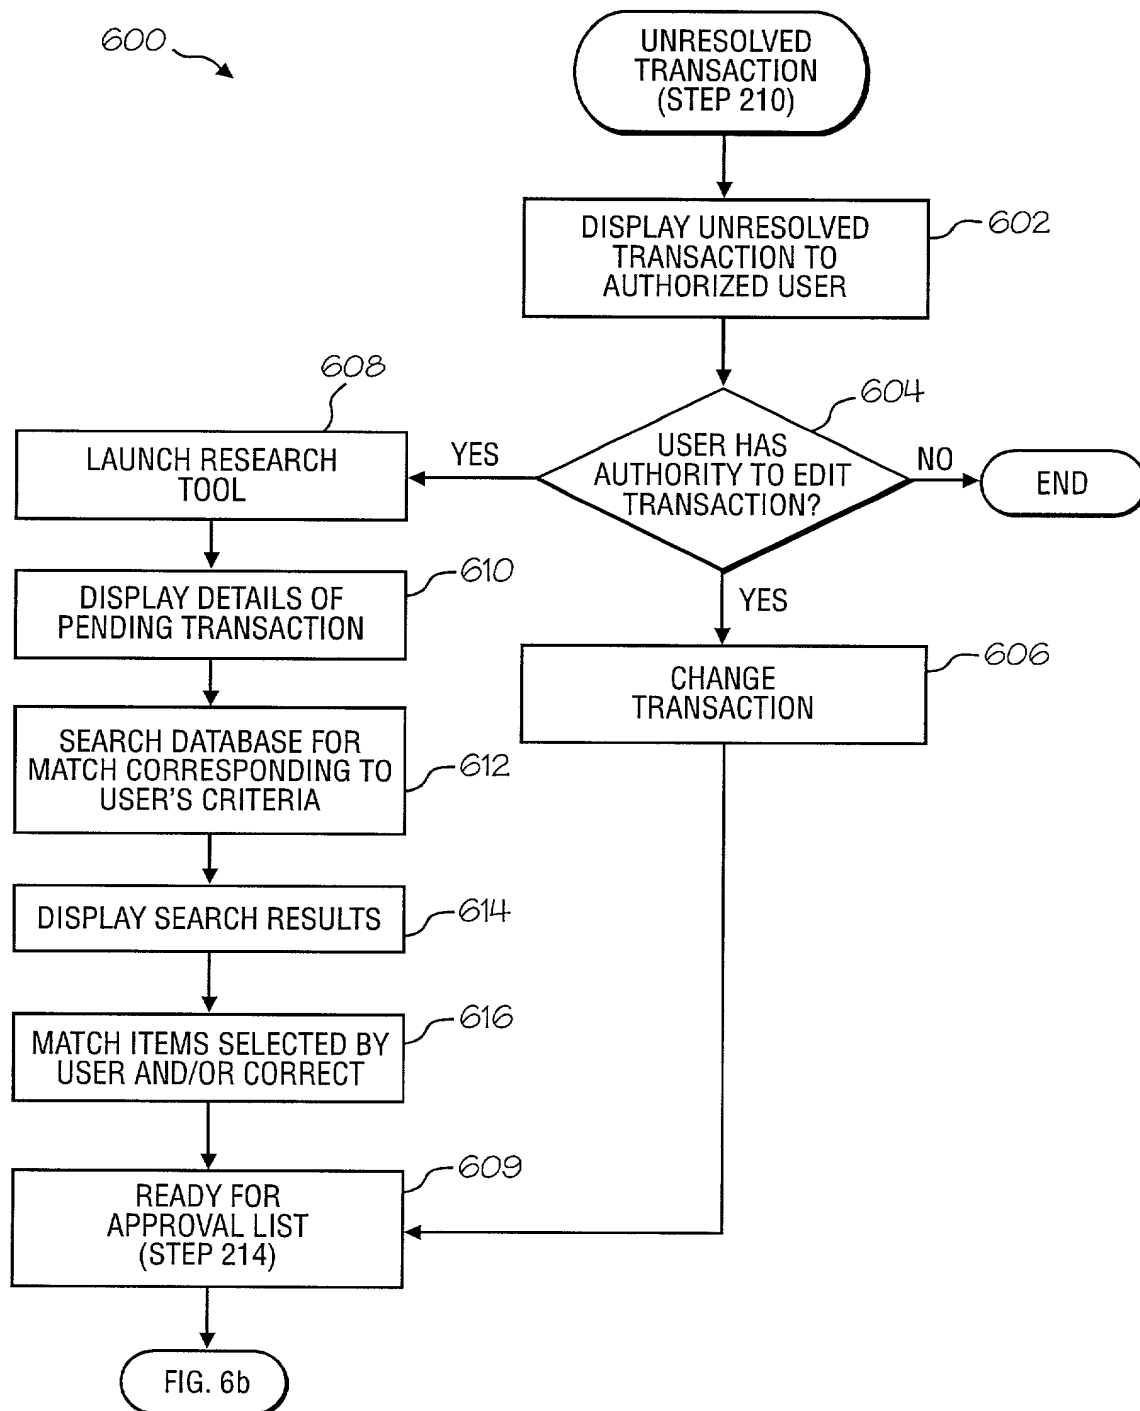 600
UNRESOLVED
TRANSACTION
(STEP 210)
DISPLAY UNRESOLVED
TRANSACTION TO
AUTHORIZED USER
602
608
604
LAUNCH RESEARCH
TOOL
YES
USER HAS
AUTHORITY TO EDIT
TRANSACTION?
NO
END
DISPLAY DETAILS OF
PENDING TRANSACTION
610
YES
CHANGE
TRANSACTION
606
SEARCH DATABASE FOR
MATCH CORRESPONDING TO
USER'S CRITERIA
612
DISPLAY SEARCH RESULTS
614
MATCH ITEMS SELECTED BY
USER AND/OR CORRECT
616
READY FOR
APPROVAL LIST
(STEP 214)
609
FIG. 6b